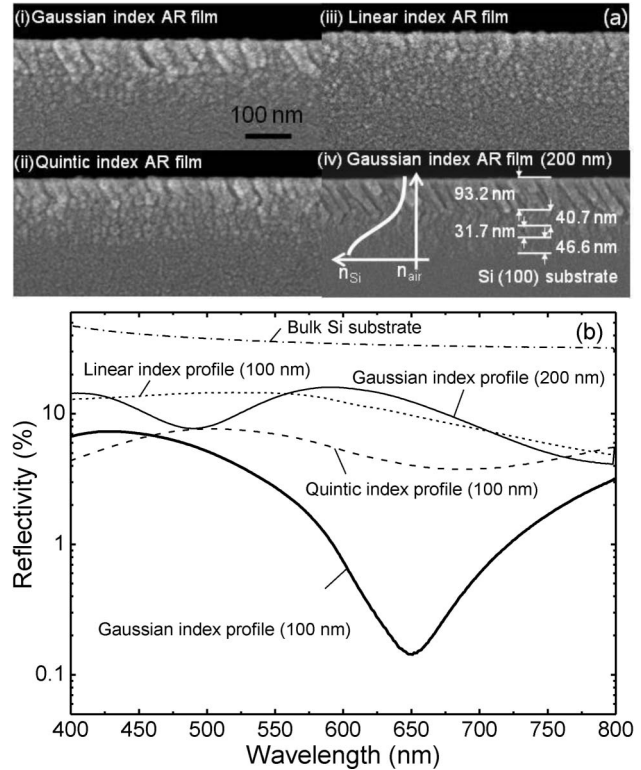 (i)Gaussian index AR film
(iii) Linear index AR film
(a)
100 nm
(ii)Quintic index AR film
(iv) Gaussian index AR film (200 nm)
93.2 nm
40.7 nm
31.7 nm
46.6 nm
nSi
nair
Si (100) substrate
(b)
Bulk Si substrate
Linear index profile (100 nm)
Gaussian index profile (200 nm)
Quintic index profile (100 nm)
Gaussian index profile (100 nm)
10
1
0.1
Reflectivity (%)
400 450 500 550 600 650 700 750 800
Wavelength (nm)